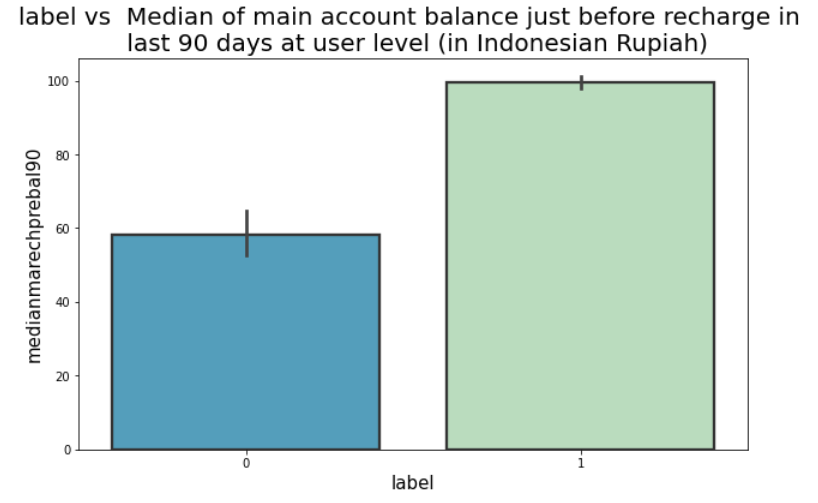 label vs  Median of main account balance just before recharge in
last 90 days at user level (in Indonesian Rupiah)
medianmarechprebal90
100
80
60
40
20
0
0 1
label